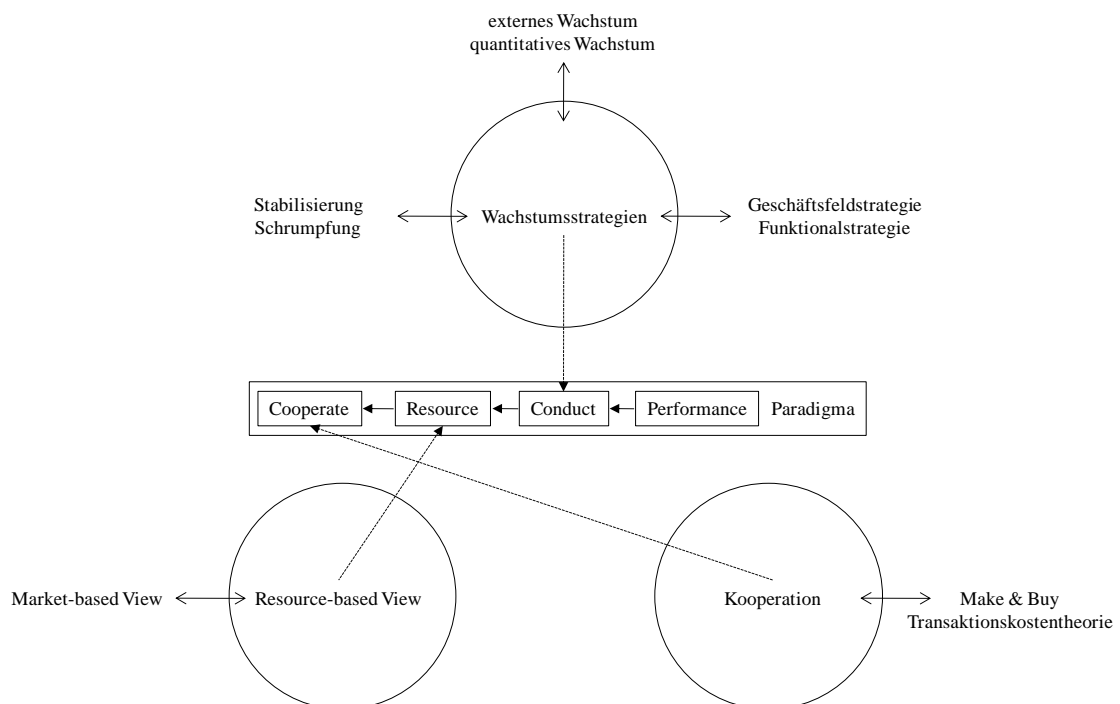 externes Wachstum
quantitatives Wachstum
Stabilisierung
Schrumpfung
Wachstumsstrategien
Geschäftsfeldstrategie
Funktionalstrategie
Cooperate
Resource
Conduct
Performance
Paradigma
Market-based View
Resource-based View
Kooperation
Make & Buy
Transaktionskostentheorie